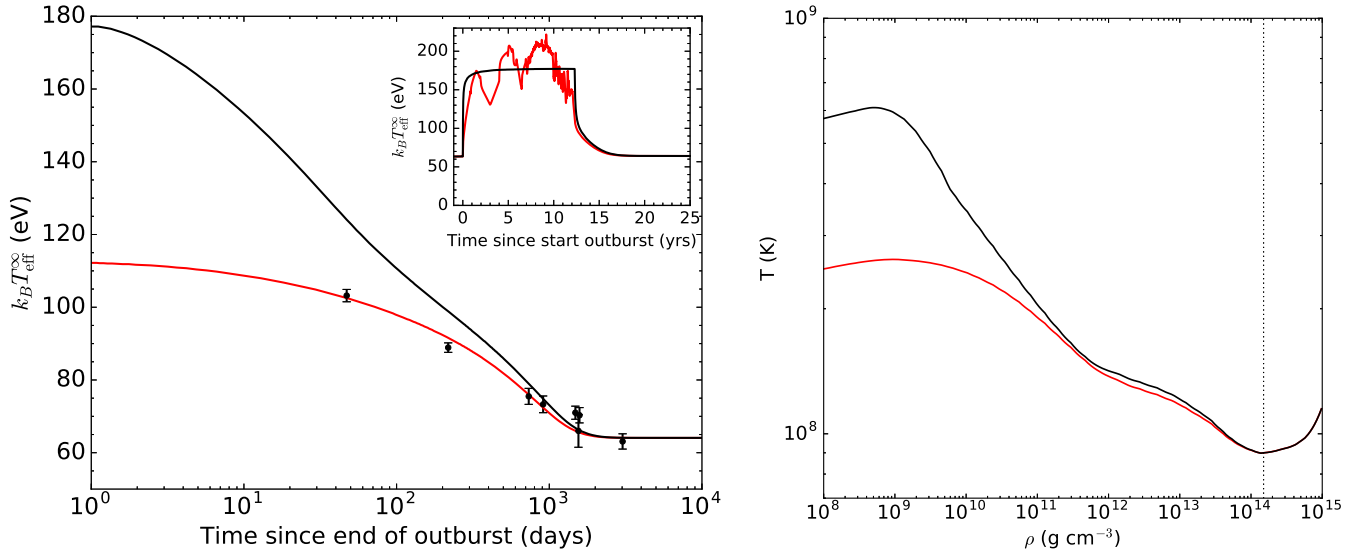 180
160
140
120
100
80
60
k_B T_eff^∞ (eV)
10^0 10^1 10^2 10^3 10^4
Time since end of outburst (days)
200
150
100
50
0
k_B T_eff^∞ (eV)
0 5 10 15 20 25
Time since start outburst (yrs)
10^9
10^8
T (K)
10^8 10^9 10^10 10^11 10^12 10^13 10^14 10^15
ρ (g cm^−3)